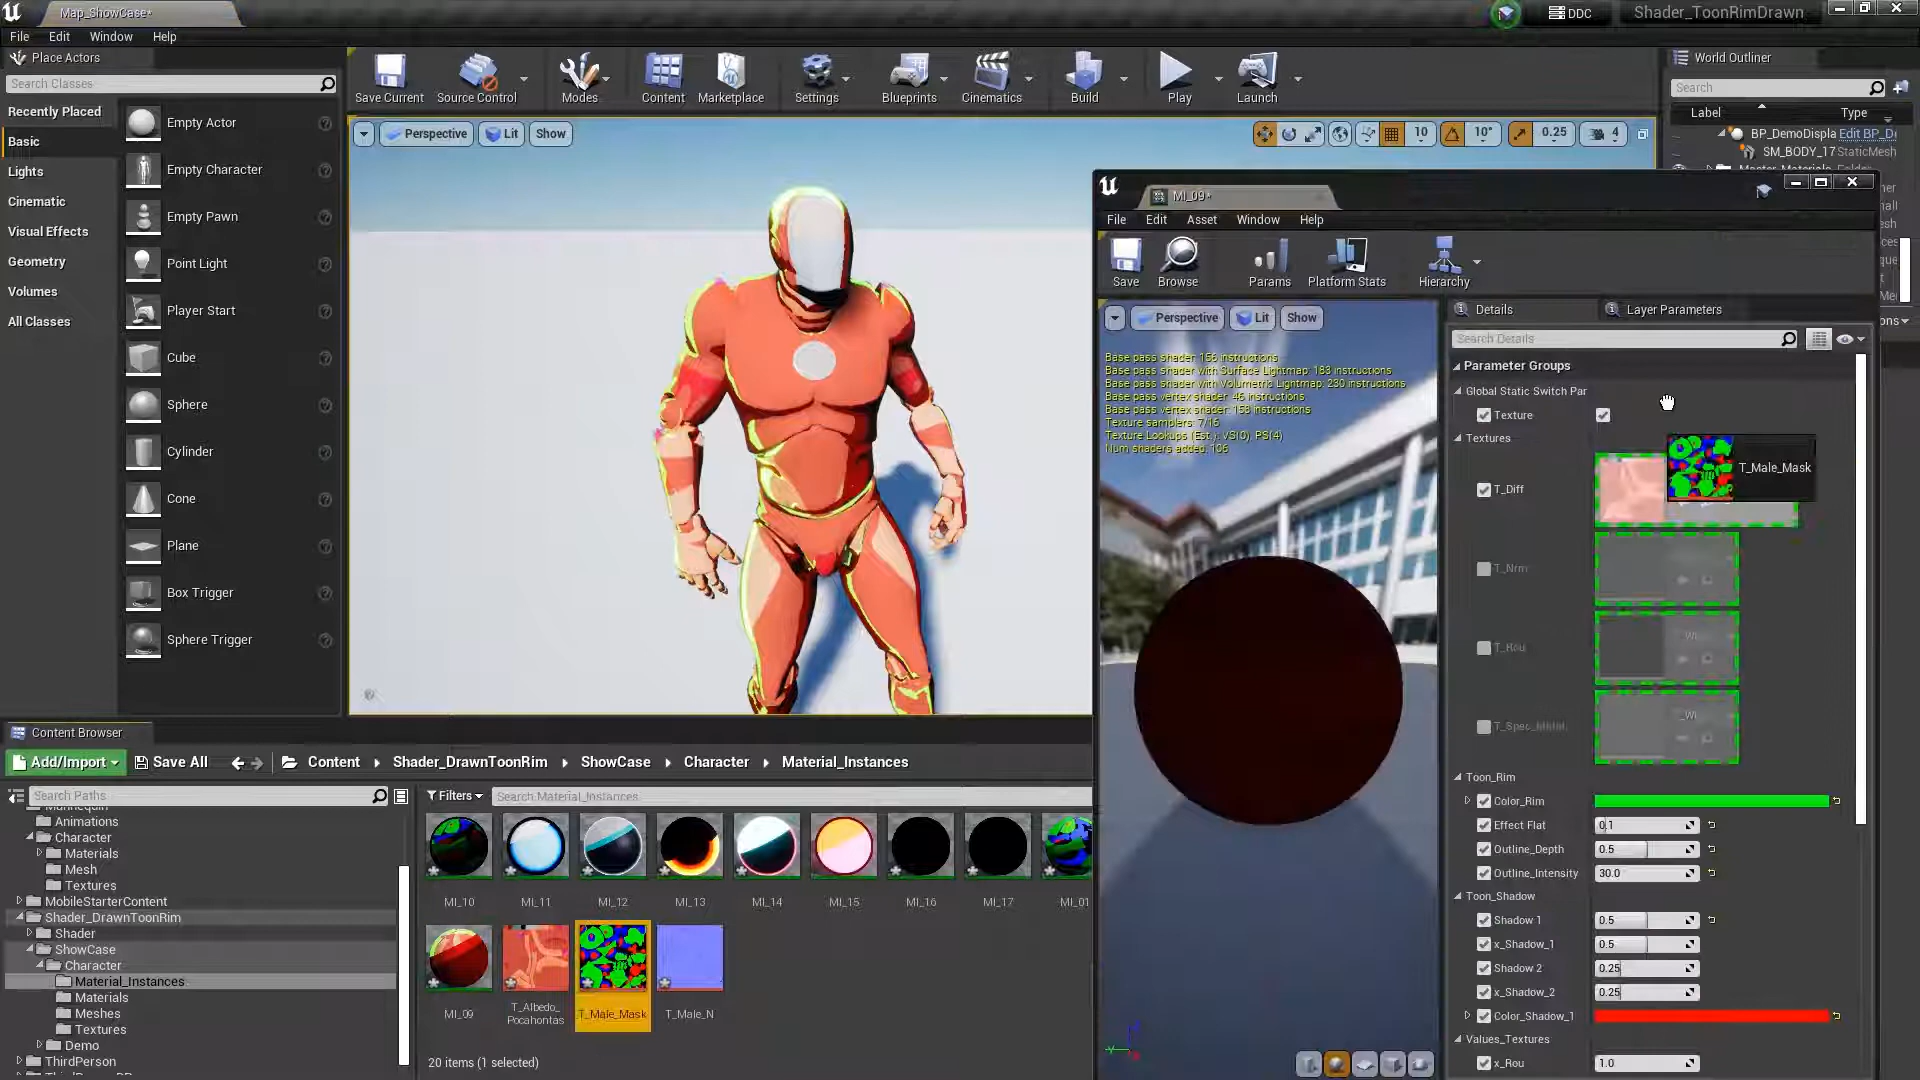 Map_ShowCase*
DDC
Shader_ToonRimDrawn
File
Edit
Window
Help
Place Actors
Search Classes
Recently Placed
Basic
Lights
Cinematic
Visual Effects
Geometry
Volumes
All Classes
Empty Actor
Empty Character
Empty Pawn
Point Light
Player Start
Cube
Sphere
Cylinder
Cone
Plane
Box Trigger
Sphere Trigger
Save Current
Source Control
Modes
Content
Marketplace
Settings
Blueprints
Cinematics
Build
Play
Launch
Perspective
Lit
Show
10
10°
0.25
4
World Outliner
Search
Label
Type
BP_DemoDispla Edit BP_De
SM_BODY_17 StaticMesh
MI_09*
File
Edit
Asset
Window
Help
Save
Browse
Params
Platform Stats
Hierarchy
Perspective
Lit
Show
Base pass shader: 156 instructions
Base pass shader with Surface Lightmap: 183 instructions
Base pass shader with Volumetric Lightmap: 230 instructions
Base pass vertex shader: 46 instructions
Base pass vertex shader: 158 instructions
Texture samplers: 7/16
Texture Lookups (Est.): VS(0), PS(4)
Num shaders added: 106
Details
Layer Parameters
Search Details
Parameter Groups
Global Static Switch Par
Texture
Textures
T_Diff
T_Male_Mask
T_Nrm
T_Rou
T_Spec_Metal
Toon_Rim
Color_Rim
Effect Flat
0.1
Outline_Depth
0.5
Outline_Intensity
30.0
Toon_Shadow
Shadow 1
0.5
x_Shadow_1
0.5
Shadow 2
0.25
x_Shadow_2
0.25
Color_Shadow_1
Values_Textures
x_Rou
1.0
Content Browser
Add/Import
Save All
Content
Shader_DrawnToonRim
ShowCase
Character
Material_Instances
Search Paths
Filters
Search Material_Instances
Animations
Character
Materials
Mesh
Textures
MobileStarterContent
Shader_DrawnToonRim
Shader
ShowCase
Character
Material_Instances
Materials
Meshes
Textures
Demo
ThirdPerson
MI_10
MI_11
MI_12
MI_13
MI_14
MI_15
MI_16
MI_17
MI_01
MI_09
T_Albedo_
Pocahontas
T_Male_Mask
T_Male_N
20 items (1 selected)